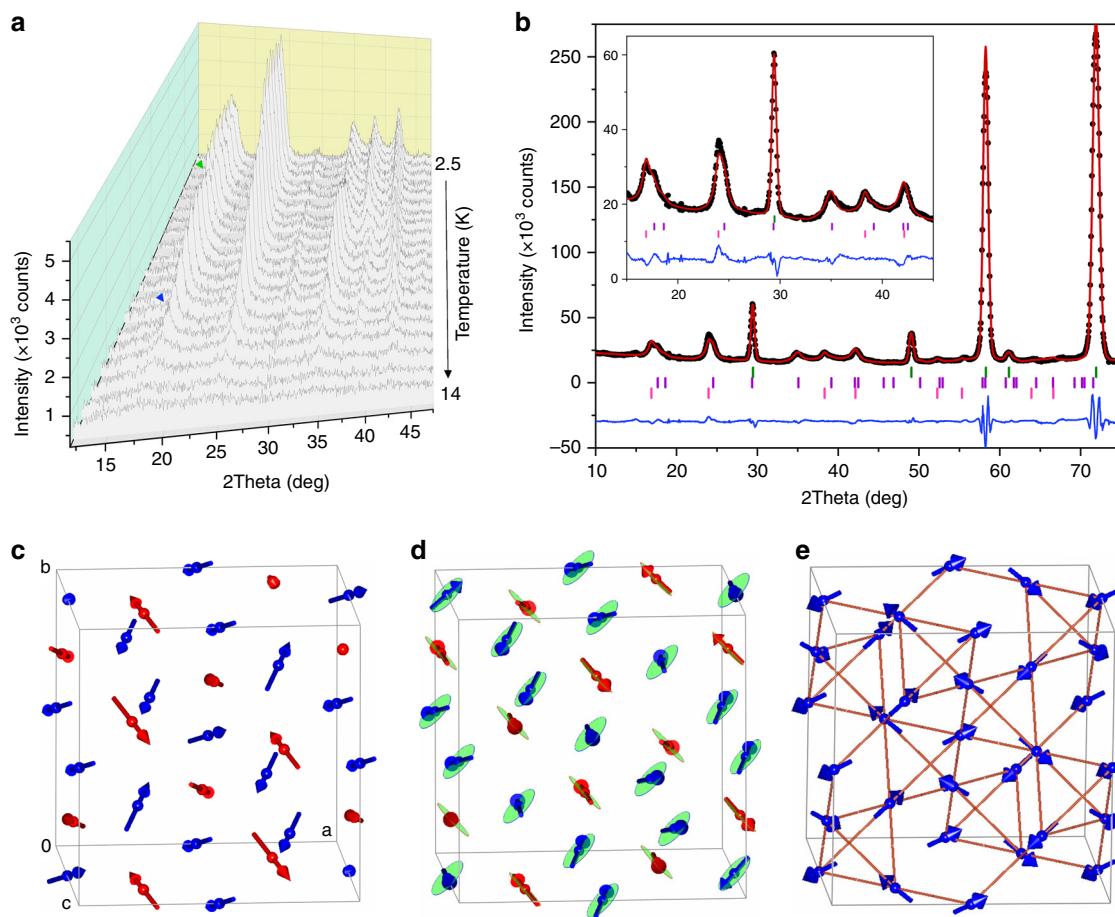 a
Intensity (×10³ counts)
5
4
3
2
1
15
20
25
30
35
40
45
2Theta (deg)
2.5
Temperature (K)
14
b
Intensity (×10³ counts)
250
200
150
100
50
0
−50
10
20
30
40
50
60
70
2Theta (deg)
60
40
20
0
20
30
40
c
b
0
a
c
d
e